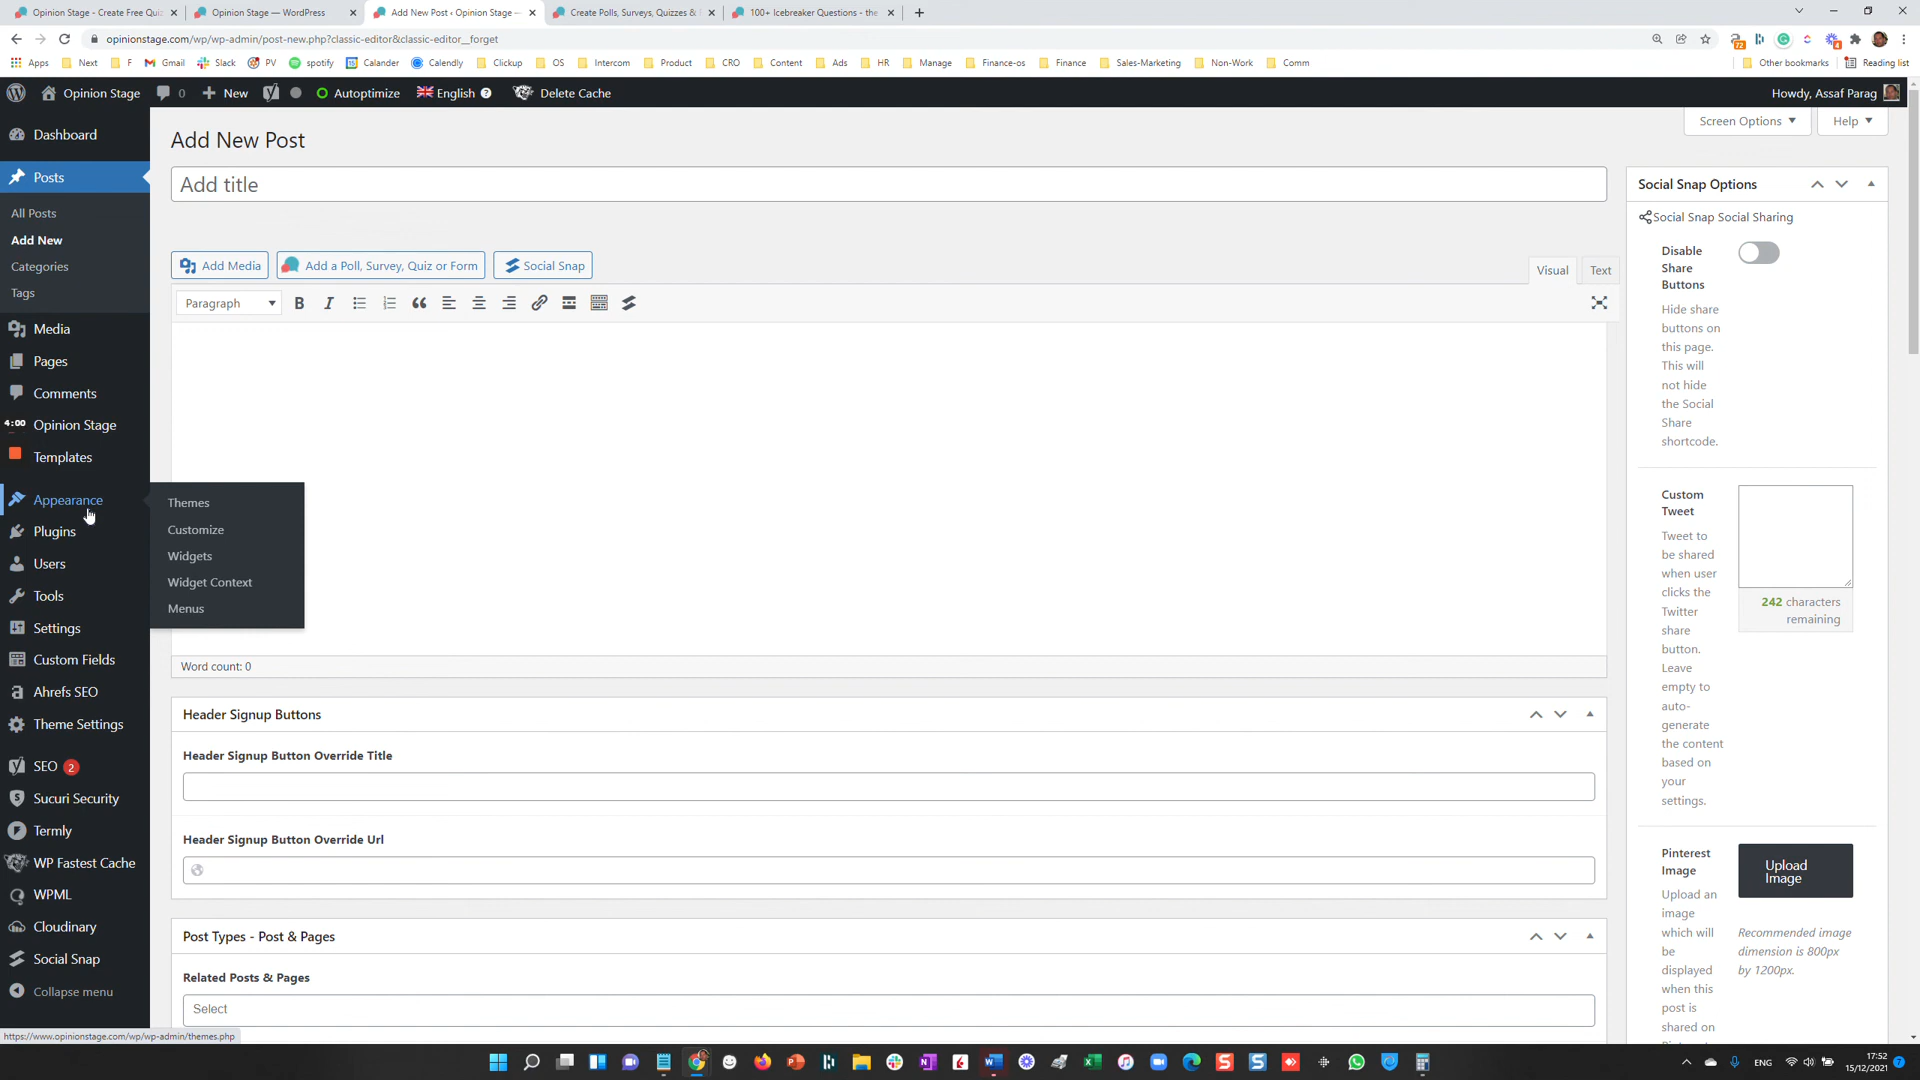 Opinion Stage - Create Free Qui
Opinion Stage — WordPress
Add New Post ‹ Opinion Stage —
Create Polls, Surveys, Quizzes &
100+ Icebreaker Questions - the
opinionstage.com/wp/wp-admin/post-new.php?classic-editor&classic-editor__forget
72
4
Apps
Next
F
Gmail
Slack
PV
spotify
Calander
Calendly
Clickup
OS
Intercom
Product
CRO
Content
Ads
HR
Manage
Finance-os
Finance
Sales-Marketing
Non-Work
Comm
Other bookmarks
Reading list
Opinion Stage
0
New
Autoptimize
English
Delete Cache
Howdy, Assaf Parag
Dashboard
Posts
All Posts
Add New
Categories
Tags
Media
Pages
Comments
4:00 Opinion Stage
Templates
Appearance
Plugins
Users
Tools
Settings
Custom Fields
Ahrefs SEO
Theme Settings
SEO 2
Sucuri Security
Termly
WP Fastest Cache
WPML
Cloudinary
Social Snap
Collapse menu
Themes
Customize
Widgets
Widget Context
Menus
Screen Options
Help
Add New Post
Add title
Add Media
Add a Poll, Survey, Quiz or Form
Social Snap
Visual
Text
Paragraph
Word count: 0
Header Signup Buttons
Header Signup Button Override Title
Header Signup Button Override Url
Post Types - Post & Pages
Related Posts & Pages
Select
Social Snap Options
Social Snap Social Sharing
Disable
Share
Buttons
Hide share
buttons on
this page.
This will
not hide
the Social
Share
shortcode.
Custom
Tweet
Tweet to
be shared
when user
clicks the
Twitter
share
button.
Leave
empty to
auto-
generate
the content
based on
your
settings.
242 characters
remaining
Pinterest
Image
Upload an
image
which will
be
displayed
when this
post is
shared on
Upload
Image
Recommended image
dimension is 800px
by 1200px.
https://www.opinionstage.com/wp/wp-admin/themes.php
ENG
17:52
15/12/2021
7